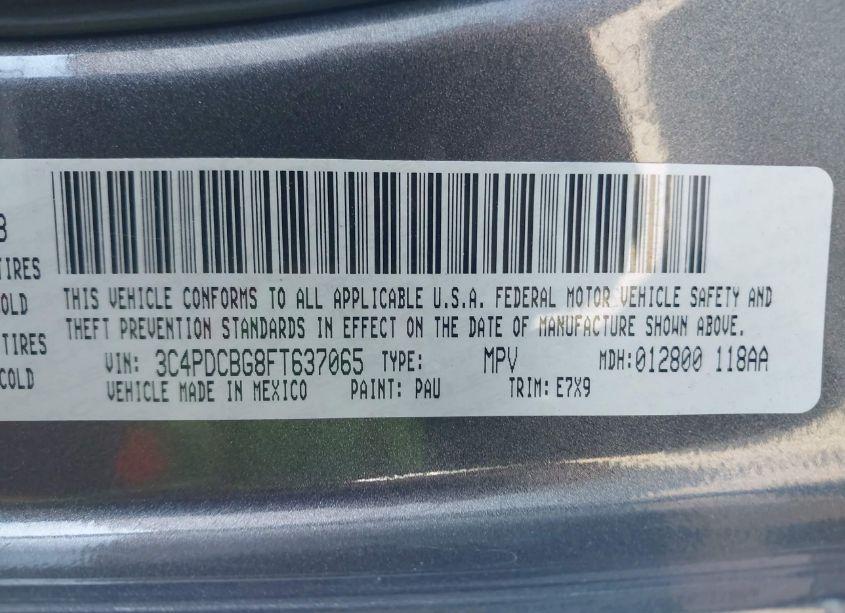 8
TIRES
COLD
TIRES
COLD
THIS VEHICLE CONFORMS TO ALL APPLICABLE U.S.A. FEDERAL MOTOR VEHICLE SAFETY AND
THEFT PREVENTION STANDARDS IN EFFECT ON THE DATE OF MANUFACTURE SHOWN ABOVE.
VIN: 3C4PDCBG8FT637065 TYPE: MPV MDH:012800 118AA
VEHICLE MADE IN MEXICO PAINT: PAU TRIM: E7X9